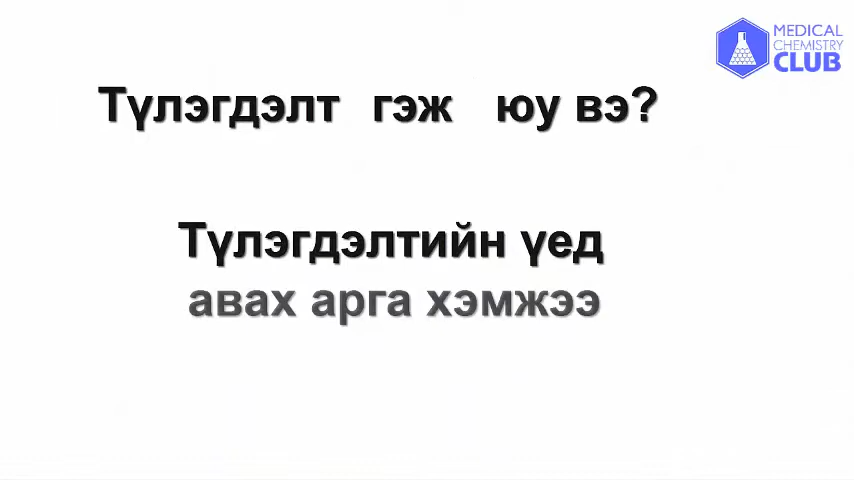 MEDICAL
CHEMISTRY
CLUB
Түлэгдэлт гэж юу вэ?
Түлэгдэлтийн үед
авах арга хэмжээ